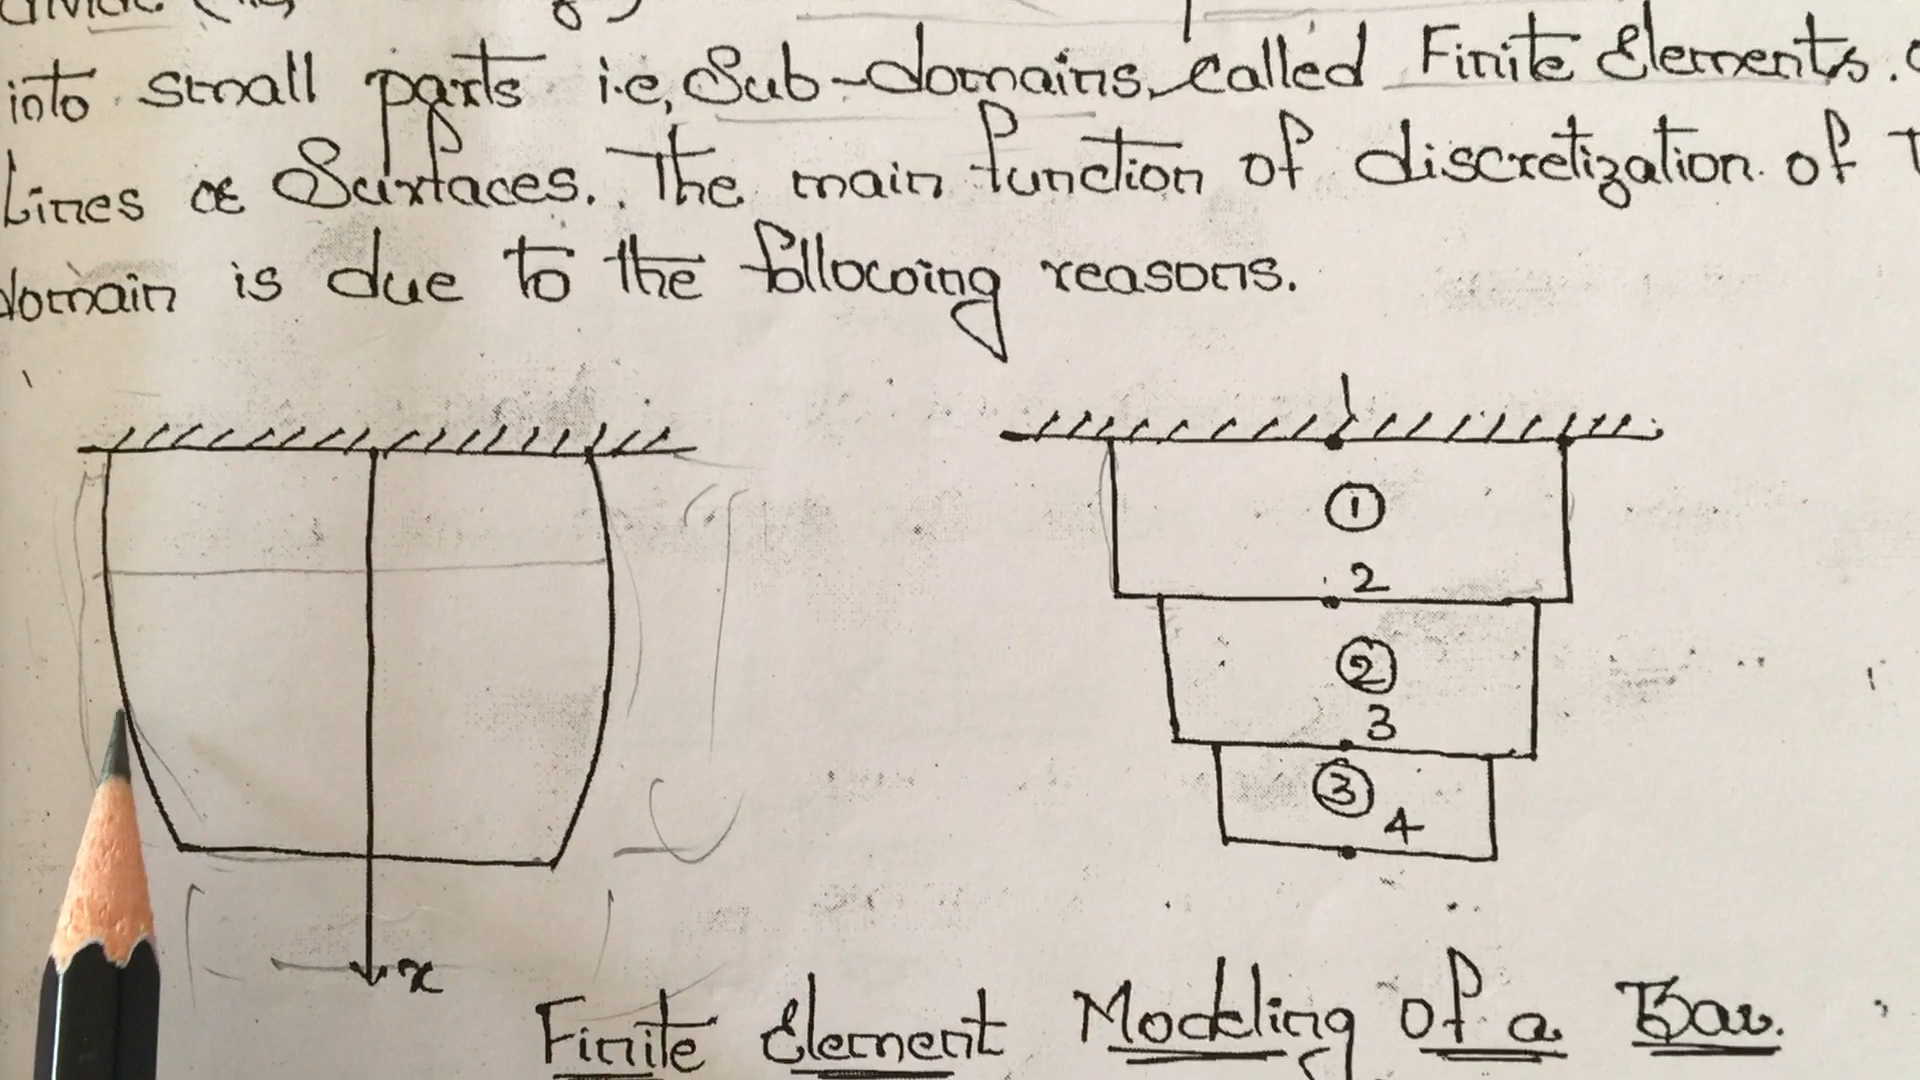 into small parts i.e, Sub-domains, Called Finite Elements.
Lines or Surfaces. The main function of discretization of
domain is due to the following reasons.
1
2
2
3
3
4
x
Finite Element Modeling of a Bar.